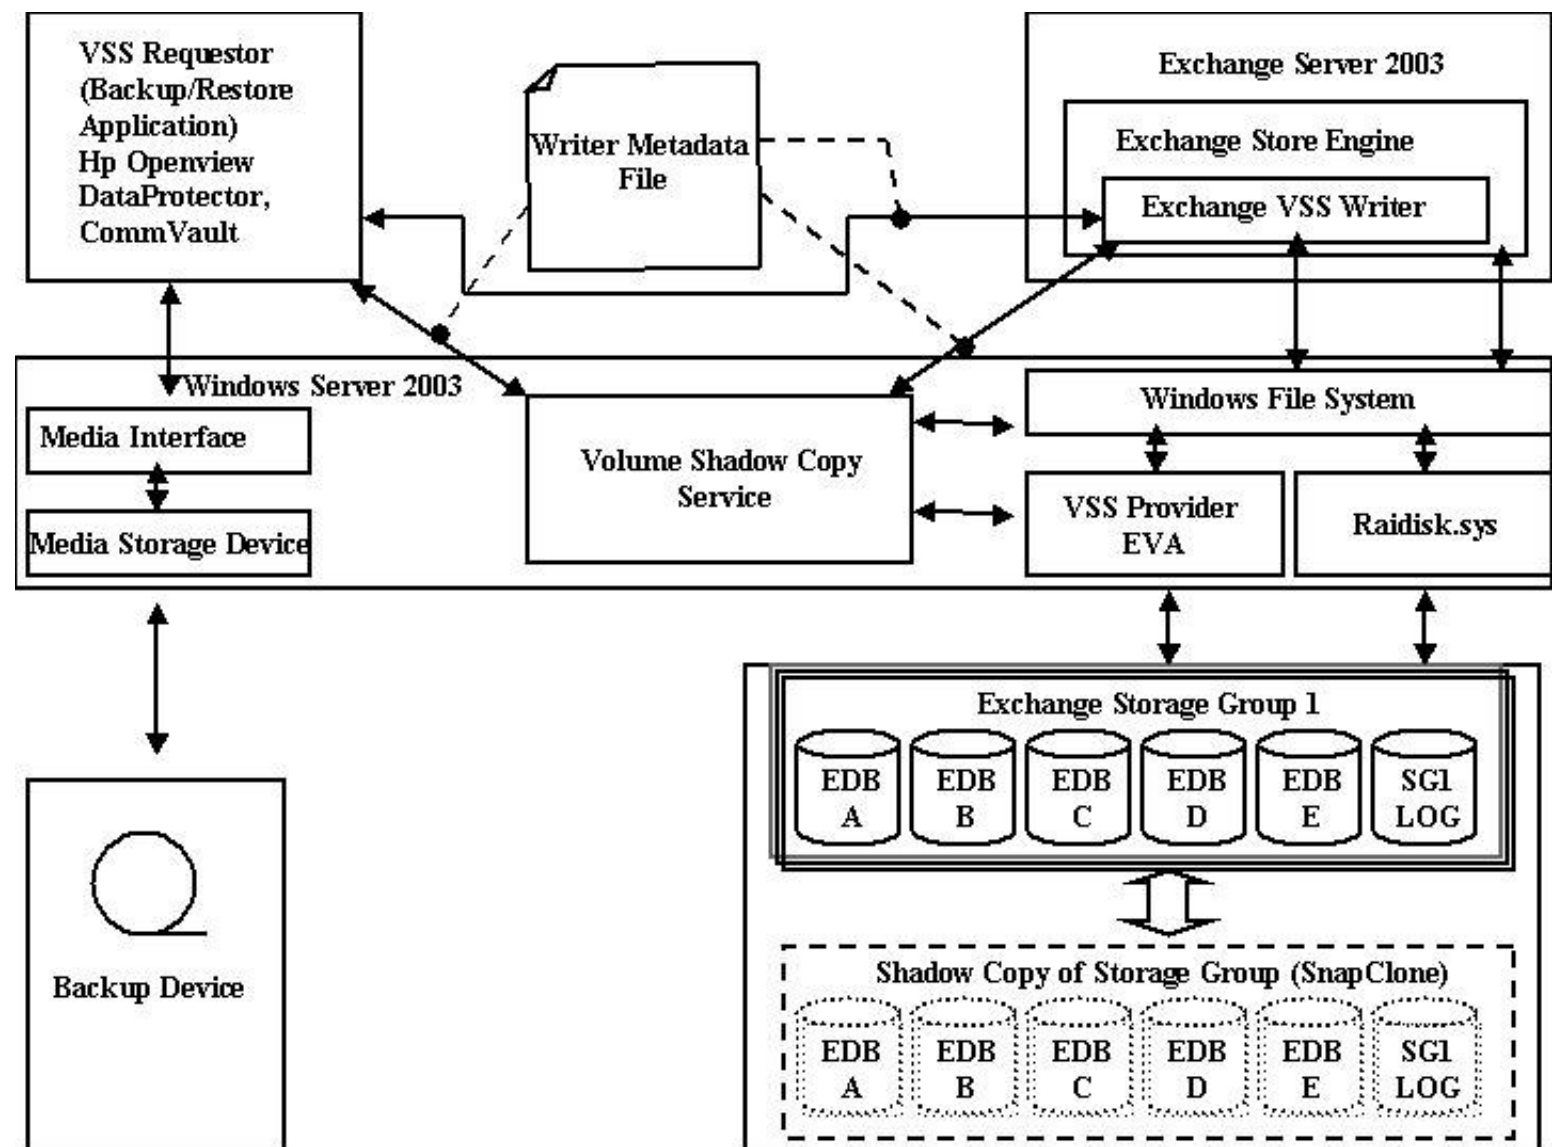 VSS Requestor
(Backup/Restore
Application)
Hp Openview
DataProtector,
CommVault
Writer Metadata
File
Exchange Server 2003
Exchange Store Engine
Exchange VSS Writer
Windows Server 2003
Media Interface
Media Storage Device
Volume Shadow Copy
Service
Windows File System
VSS Provider
EVA
Raidisk.sys
Backup Device
Exchange Storage Group 1
EDB
A
EDB
B
EDB
C
EDB
D
EDB
E
SG1
LOG
Shadow Copy of Storage Group (SnapClone)
EDB
A
EDB
B
EDB
C
EDB
D
EDB
E
SG1
LOG